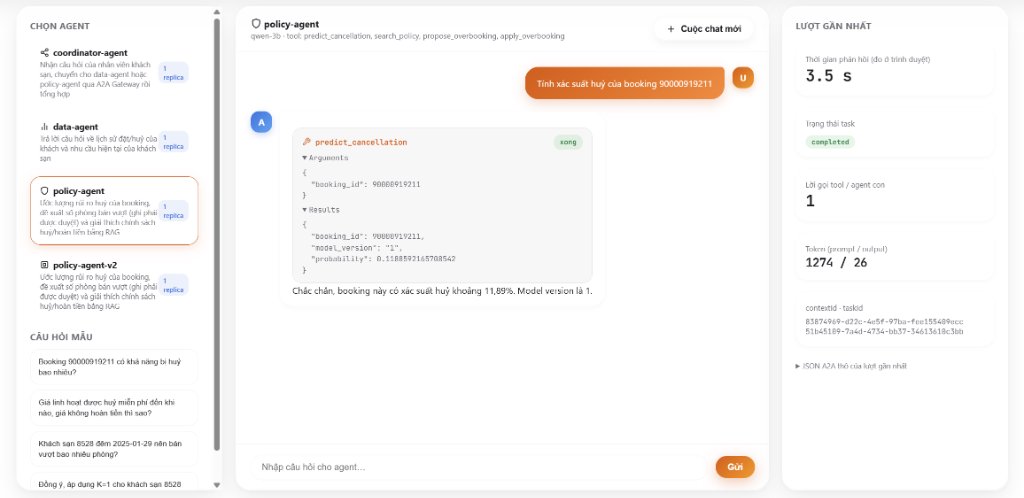 CHỌN AGENT
coordinator-agent
Nhận câu hỏi của nhân viên khách
sạn, chuyển cho data-agent hoặc
policy-agent qua A2A Gateway rồi
tổng hợp
1
replica
data-agent
Trả lời câu hỏi về lịch sử đặt/huỷ của
khách và nhu cầu hiện tại của khách
sạn
1
replica
policy-agent
Ước lượng rủi ro huỷ của booking,
đề xuất số phòng bán vượt (ghi phải
được duyệt) và giải thích chính sách
huỷ/hoàn tiền bằng RAG
1
replica
policy-agent-v2
Ước lượng rủi ro huỷ của booking,
đề xuất số phòng bán vượt (ghi phải
được duyệt) và giải thích chính sách
huỷ/hoàn tiền bằng RAG
1
replica
CÂU HỎI MẪU
Booking 90000919211 có khả năng bị huỷ
bao nhiêu?
Giá linh hoạt được huỷ miễn phí đến khi
nào, giá không hoàn tiền thì sao?
Khách sạn 8528 đêm 2025-01-29 nên bán
vượt bao nhiêu phòng?
Đồng ý, áp dụng K=1 cho khách sạn 8528
policy-agent
qwen-3b · tool: predict_cancellation, search_policy, propose_overbooking, apply_overbooking
+ Cuộc chat mới
Tính xác suất huỷ của booking 90000919211
U
A
predict_cancellation
xong
▼ Arguments
{
"booking_id": 90000919211
}
▼ Results
{
"booking_id": 90000919211,
"model_version": "1",
"probability": 0.1188592165708542
}
Chắc chắn, booking này có xác suất huỷ khoảng 11,89%. Model version là 1.
Nhập câu hỏi cho agent...
Gửi
LƯỢT GẦN NHẤT
Thời gian phản hồi (đo ở trình duyệt)
3.5 s
Trạng thái task
completed
Lời gọi tool / agent con
1
Token (prompt / output)
1274 / 26
contextId · taskId
83874969-d22c-4e5f-97ba-fee155489ecc
51b45189-7a4d-4734-bb37-34613618c3bb
▶ JSON A2A thô của lượt gần nhất